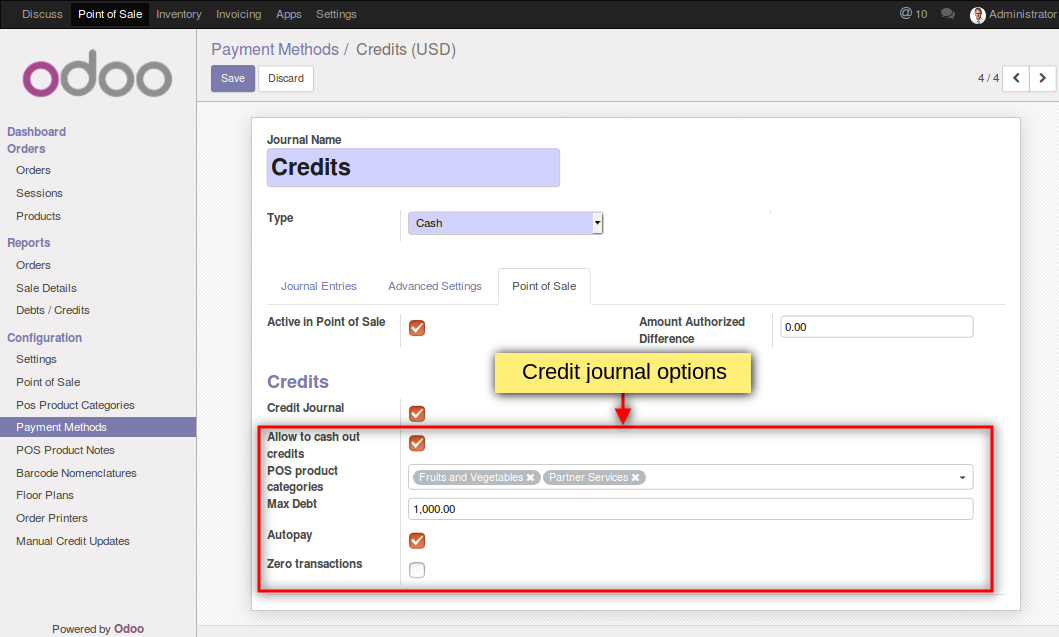 Discuss Point of Sale Inventory Invoicing Apps Settings @ 10 Administrator
odoo
Dashboard
Orders
Orders
Sessions
Products
Reports
Orders
Sale Details
Debts / Credits
Configuration
Settings
Point of Sale
Pos Product Categories
Payment Methods
POS Product Notes
Barcode Nomenclatures
Floor Plans
Order Printers
Manual Credit Updates
Powered by Odoo
Payment Methods / Credits (USD)
Save Discard 4 / 4
Journal Name
Credits
Type Cash
Journal Entries Advanced Settings Point of Sale
Active in Point of Sale
Amount Authorized
Difference
0.00
Credit journal options
Credits
Credit Journal
Allow to cash out
credits
POS product
categories
Fruits and Vegetables Partner Services
Max Debt 1,000.00
Autopay
Zero transactions